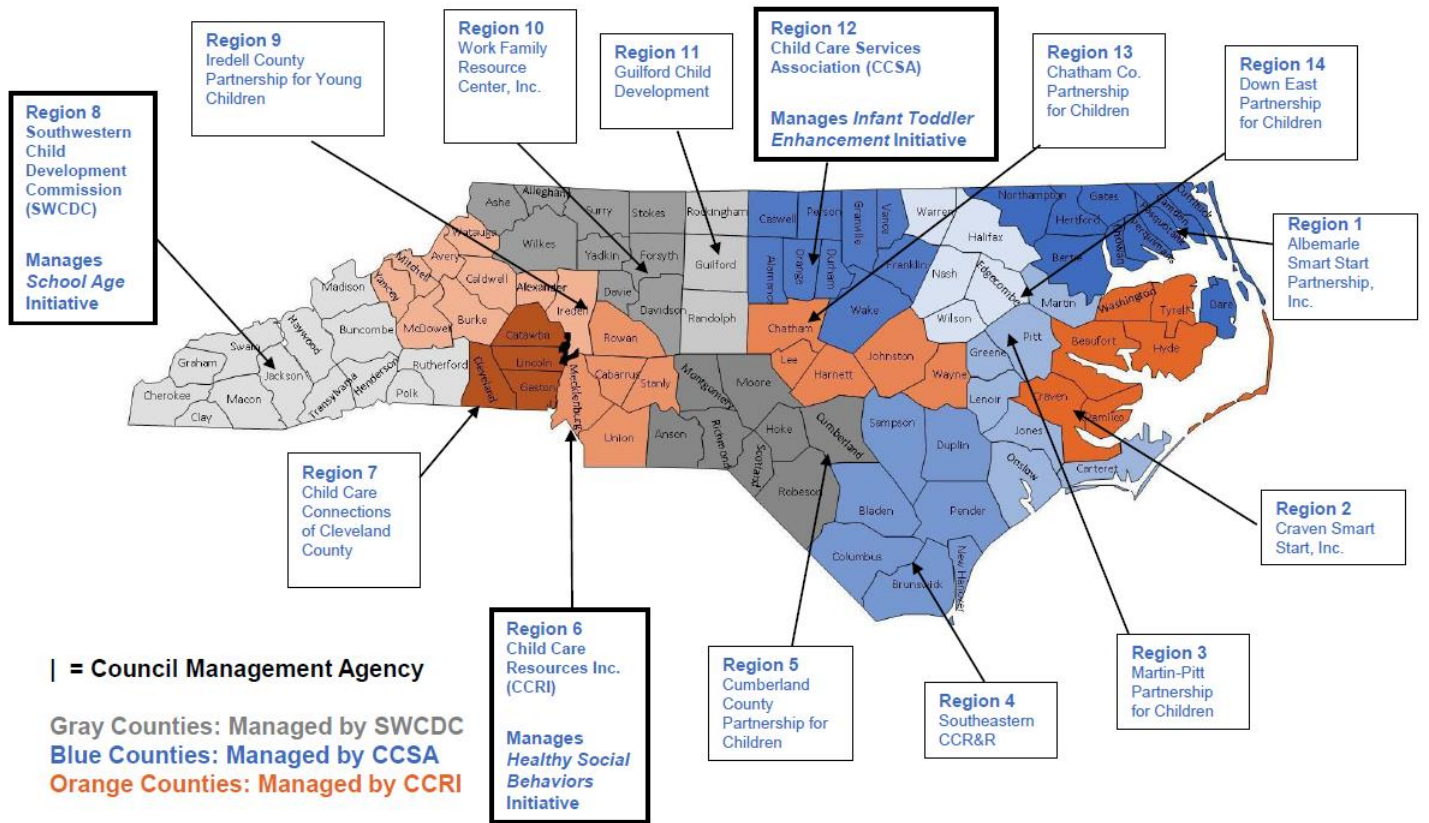 Region 8
Southwestern
Child
Development
Commission
(SWCDC)
Manages
School Age
Initiative
Region 9
Iredell County
Partnership for Young
Children
Region 10
Work Family
Resource
Center, Inc.
Region 11
Guilford Child
Development
Region 12
Child Care Services
Association (CCSA)
Manages Infant Toddler
Enhancement Initiative
Region 13
Chatham Co.
Partnership
for Children
Region 14
Down East
Partnership
for Children
Region 1
Albemarle
Smart Start
Partnership,
Inc.
Ashe
Alleghany
Surry
Stokes
Rockingham
Caswell
Person
Granville
Vance
Warren
Northampton
Gates
Hertford
Halifax
Currituck
Camden
Pasquotank
Perquimans
Chowan
Bertie
Watauga
Wilkes
Yadkin
Forsyth
Guilford
Alamance
Orange
Durham
Franklin
Nash
Edgecombe
Martin
Washington
Tyrell
Dare
Avery
Mitchell
Yancey
Caldwell
Alexander
Iredell
Davie
Davidson
Randolph
Chatham
Wake
Wilson
Pitt
Beaufort
Hyde
Madison
Buncombe
McDowell
Burke
Catawba
Rowan
Lee
Harnett
Johnston
Wayne
Greene
Haywood
Swain
Graham
Jackson
Rutherford
Cleveland
Lincoln
Gaston
Mecklenburg
Cabarrus
Stanly
Montgomery
Moore
Lenoir
Craven
Pamlico
Cherokee
Macon
Clay
Transylvania
Henderson
Polk
Union
Anson
Richmond
Hoke
Scotland
Cumberland
Sampson
Duplin
Jones
Onslow
Carteret
Robeson
Bladen
Pender
Columbus
Brunswick
New Hanover
Region 7
Child Care
Connections
of Cleveland
County
Region 2
Craven Smart
Start, Inc.
Region 6
Child Care
Resources Inc.
(CCRI)
Manages
Healthy Social
Behaviors
Initiative
Region 5
Cumberland
County
Partnership for
Children
Region 4
Southeastern
CCR&R
Region 3
Martin-Pitt
Partnership
for Children
| = Council Management Agency
Gray Counties: Managed by SWCDC
Blue Counties: Managed by CCSA
Orange Counties: Managed by CCRI